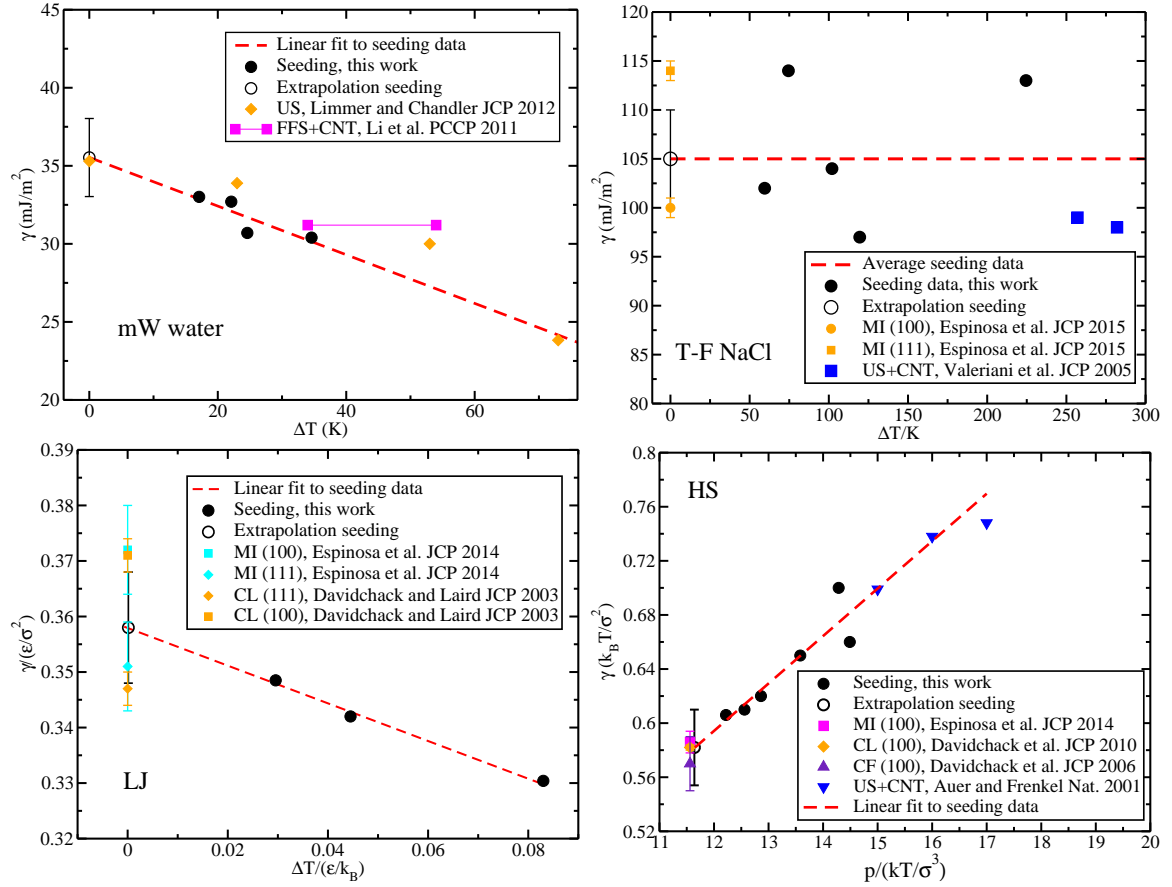 45
40
35
30
25
20
γ (mJ/m²)
Linear fit to seeding data
Seeding, this work
Extrapolation seeding
US, Limmer and Chandler JCP 2012
FFS+CNT, Li et al. PCCP 2011
mW water
0 20 40 60
ΔT (K)
120
115
110
105
100
95
90
85
80
γ (mJ/m²)
Average seeding data
Seeding data, this work
Extrapolation seeding
MI (100), Espinosa et al. JCP 2015
MI (111), Espinosa et al. JCP 2015
US+CNT, Valeriani et al. JCP 2005
T-F NaCl
0 50 100 150 200 250 300
ΔT/K
0.39
0.38
0.37
0.36
0.35
0.34
0.33
0.32
γ/(ε/σ²)
Linear fit to seeding data
Seeding, this work
Extrapolation seeding
MI (100), Espinosa et al. JCP 2014
MI (111), Espinosa et al. JCP 2014
CL (111), Davidchack and Laird JCP 2003
CL (100), Davidchack and Laird JCP 2003
LJ
0 0.02 0.04 0.06 0.08
ΔT/(ε/k_B)
0.8
0.76
0.72
0.68
0.64
0.6
0.56
0.52
γ (k_BT/σ²)
HS
Seeding, this work
Extrapolation seeding
MI (100), Espinosa et al. JCP 2014
CL (100), Davidchack et al. JCP 2010
CF (100), Davidchack et al. JCP 2006
US+CNT, Auer and Frenkel Nat. 2001
Linear fit to seeding data
11 12 13 14 15 16 17 18 19 20
p/(kT/σ³)